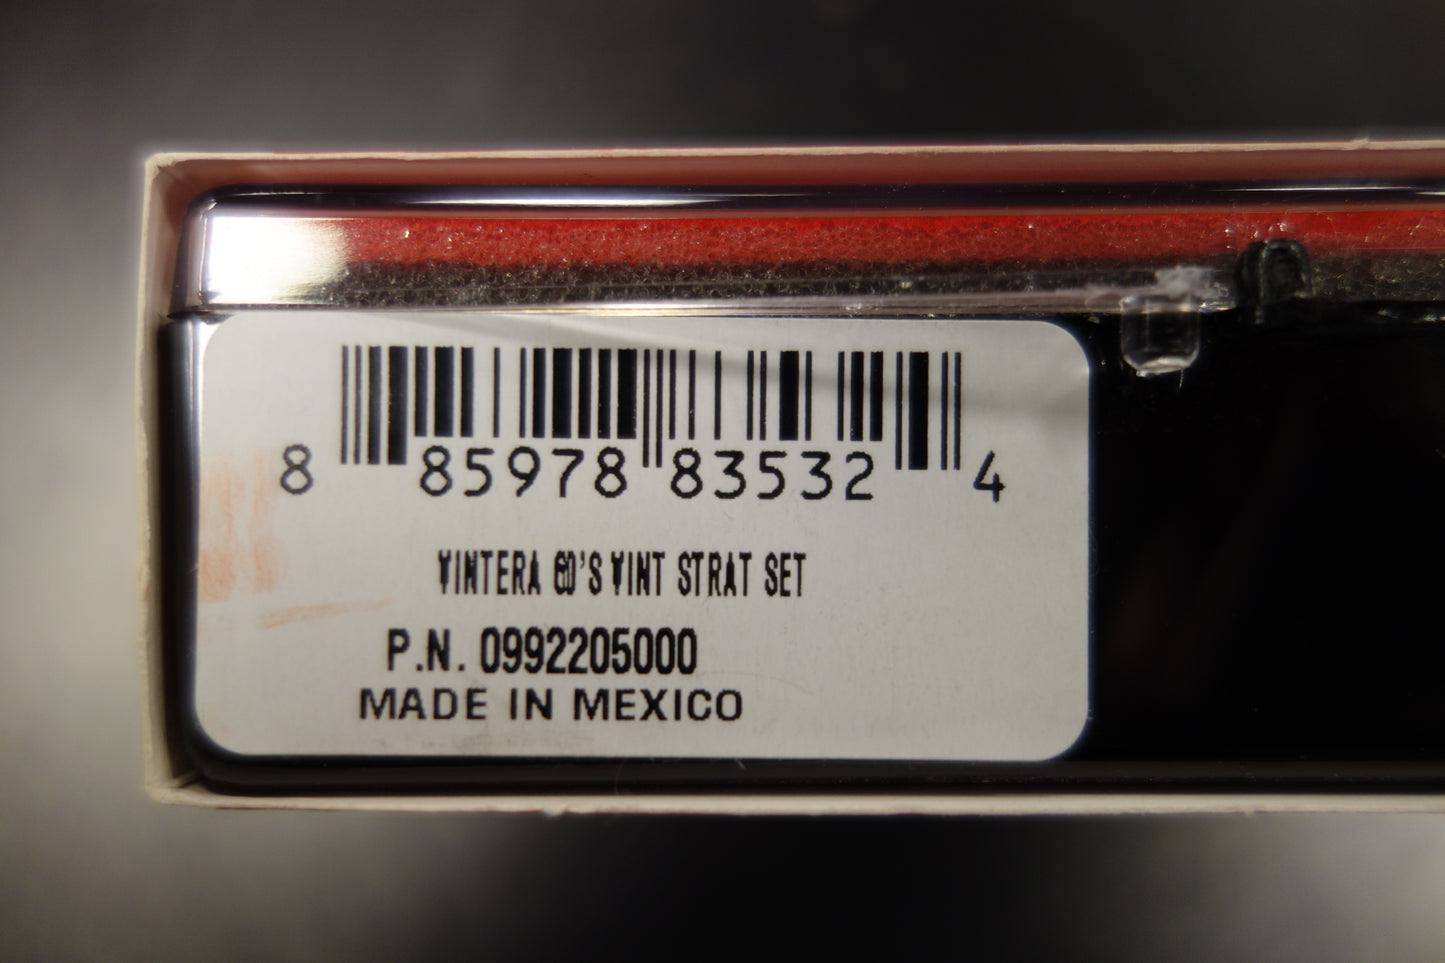 8 85978 83532 4
VINTERA 60'S VINT STRAT SET
P.N. 0992205000
MADE IN MEXICO